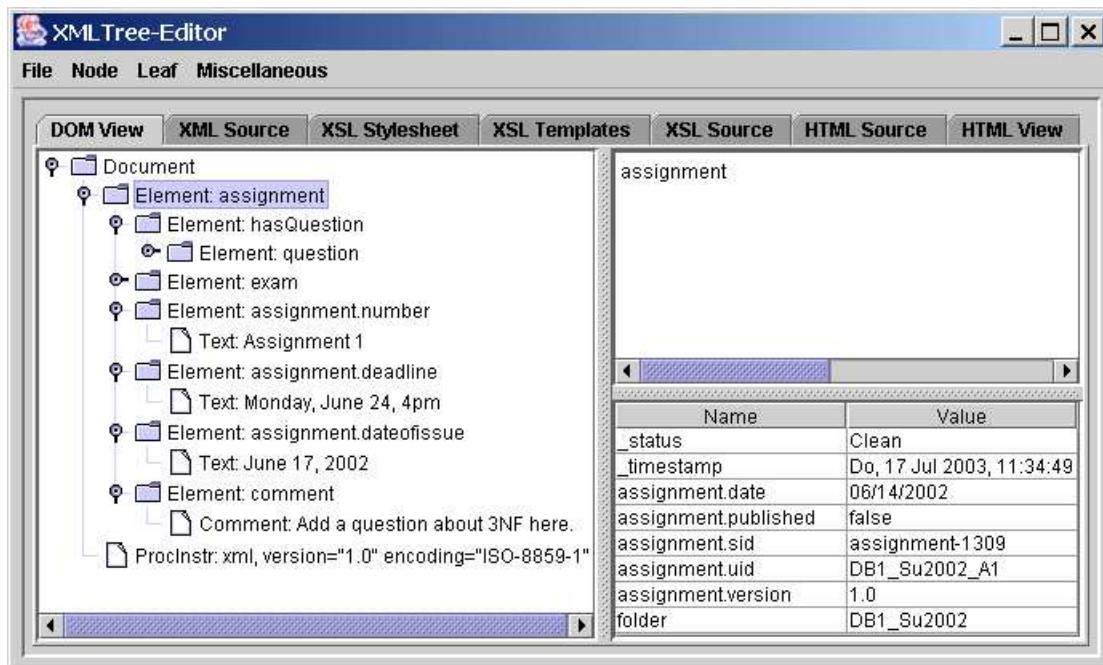 XMLTree-Editor
File Node Leaf Miscellaneous
DOM View XML Source XSL Stylesheet XSL Templates XSL Source HTML Source HTML View
Document
Element: assignment
Element: hasQuestion
Element: question
Element: exam
Element: assignment.number
Text: Assignment 1
Element: assignment.deadline
Text: Monday, June 24, 4pm
Element: assignment.dateofissue
Text: June 17, 2002
Element: comment
Comment: Add a question about 3NF here.
ProcInstr: xml, version="1.0" encoding="ISO-8859-1"
assignment
Name Value
_status Clean
_timestamp Do, 17 Jul 2003, 11:34:49
assignment.date 06/14/2002
assignment.published false
assignment.sid assignment-1309
assignment.uid DB1_Su2002_A1
assignment.version 1.0
folder DB1_Su2002